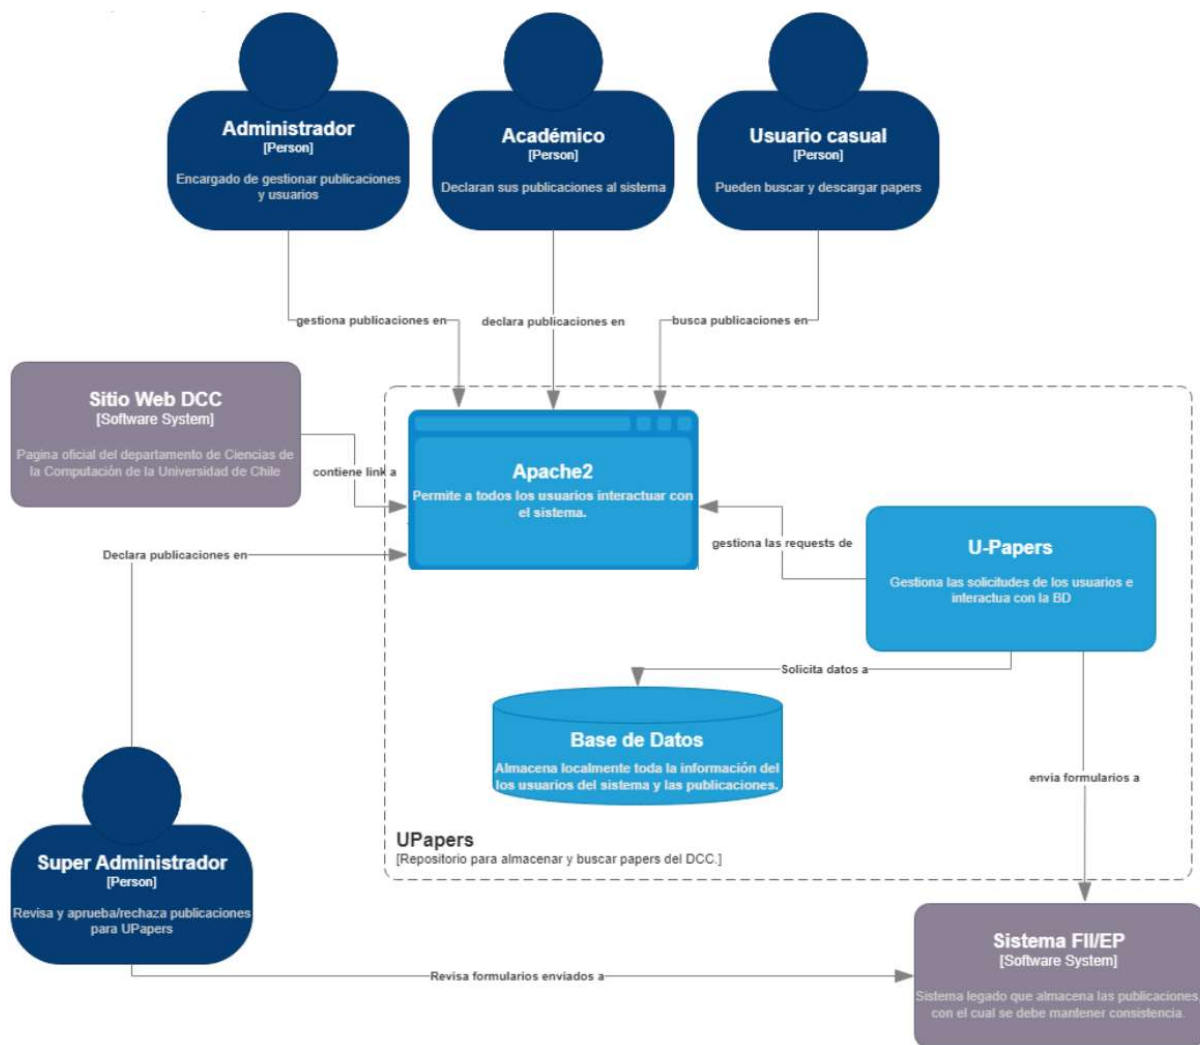 Administrador
[Person]
Encargado de gestionar publicaciones
y usuarios
Académico
[Person]
Declaran sus publicaciones al sistema
Usuario casual
[Person]
Pueden buscar y descargar papers
gestiona publicaciones en
declara publicaciones en
busca publicaciones en
Sitio Web DCC
[Software System]
Pagina oficial del departamento de Ciencias de
la Computación de la Universidad de Chile
contiene link a
Apache2
Permite a todos los usuarios interactuar con
el sistema.
Declara publicaciones en
gestiona las requests de
U-Papers
Gestiona las solicitudes de los usuarios e
interactua con la BD
Solicita datos a
Base de Datos
Almacena localmente toda la información del
los usuarios del sistema y las publicaciones.
envia formularios a
UPapers
[Repositorio para almacenar y buscar papers del DCC.]
Super Administrador
[Person]
Revisa y aprueba/rechaza publicaciones
para UPapers
Revisa formularios enviados a
Sistema FII/EP
[Software System]
Sistema legado que almacena las publicaciones,
con el cual se debe mantener consistencia.